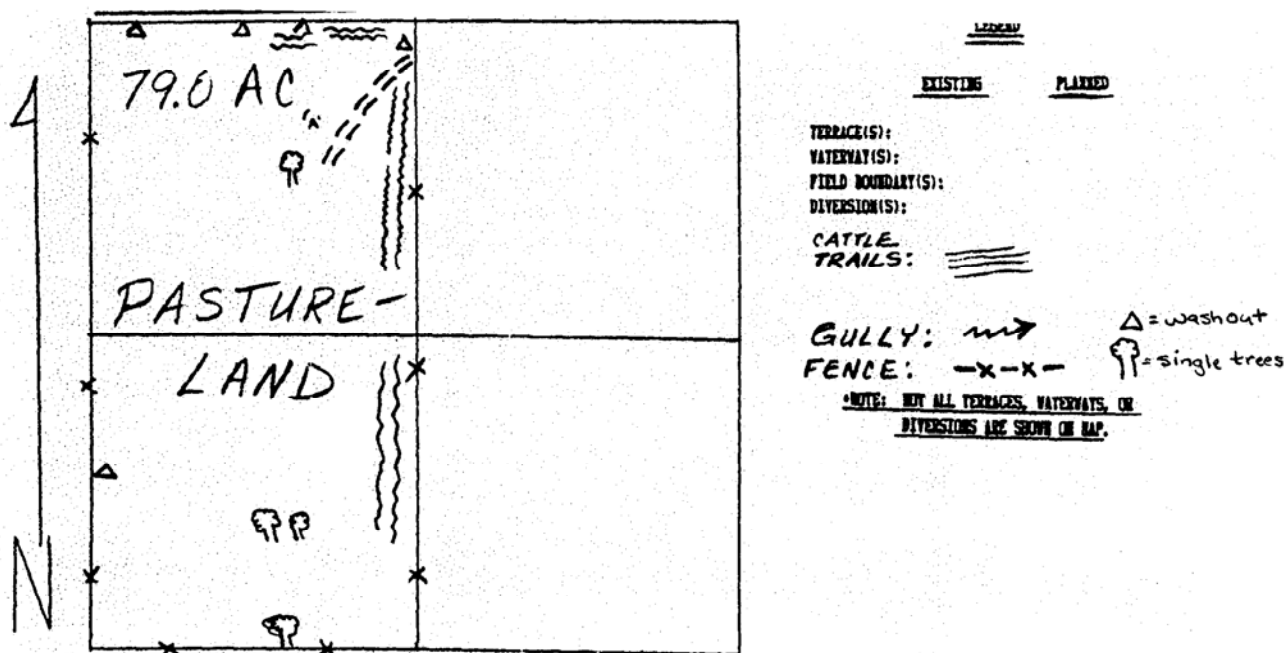 LEGEND
EXISTING PLANNED
79.0 AC.
TERRACE(S):
WATERWAY(S):
FIELD BOUNDARY(S):
DIVERSION(S):
CATTLE
TRAILS:
PASTURE-
LAND
GULLY:
△ = washout
FENCE: -x-x-
= single trees
*NOTE: NOT ALL TERRACES, WATERWAYS, OR
DIVERSIONS ARE SHOWN ON MAP.
N